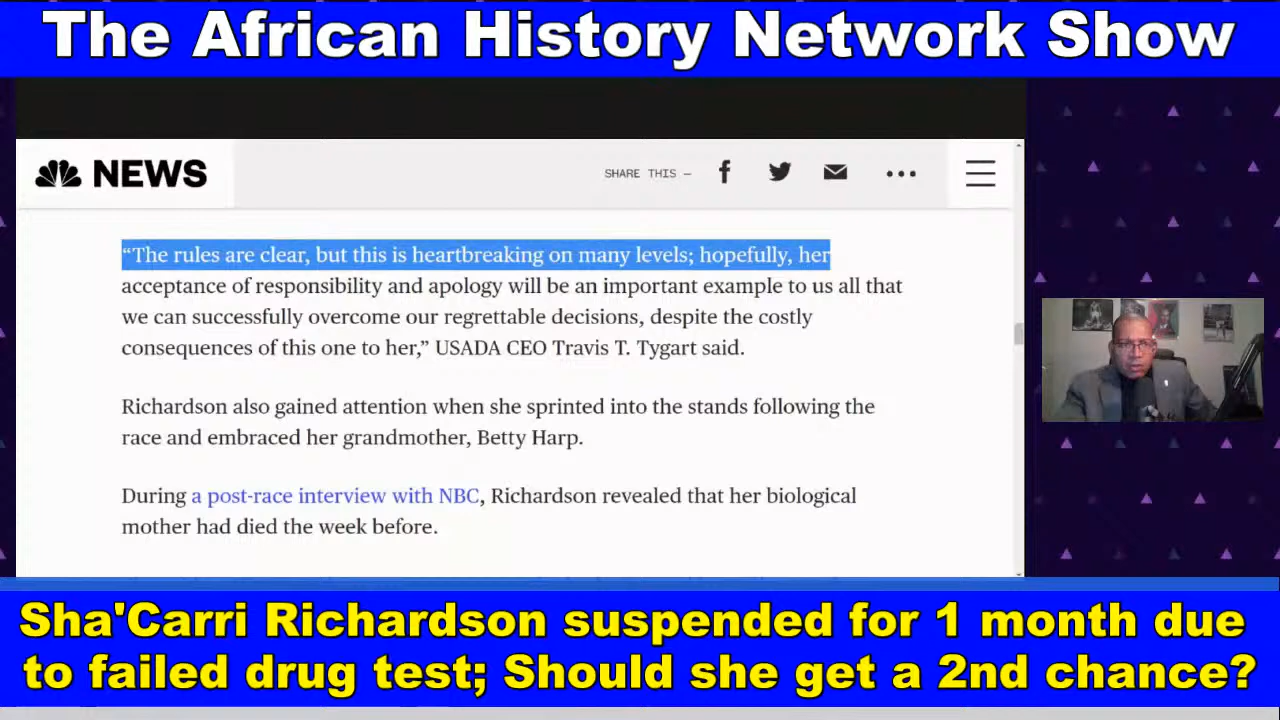 The African History Network Show
NEWS
SHARE THIS —
“The rules are clear, but this is heartbreaking on many levels; hopefully, her
acceptance of responsibility and apology will be an important example to us all that
we can successfully overcome our regrettable decisions, despite the costly
consequences of this one to her,” USADA CEO Travis T. Tygart said.
Richardson also gained attention when she sprinted into the stands following the
race and embraced her grandmother, Betty Harp.
During a post-race interview with NBC, Richardson revealed that her biological
mother had died the week before.
Sha'Carri Richardson suspended for 1 month due
to failed drug test; Should she get a 2nd chance?